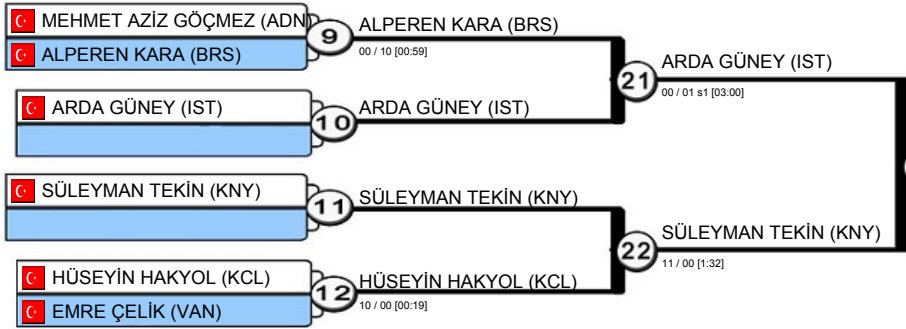 MEHMET AZİZ GÖÇMEZ (ADN)
ALPEREN KARA (BRS)
9
ALPEREN KARA (BRS)
00 / 10 [00:59]
ARDA GÜNEY (IST)
10
ARDA GÜNEY (IST)
21
ARDA GÜNEY (IST)
00 / 01 s1 [03:00]
SÜLEYMAN TEKİN (KNY)
11
SÜLEYMAN TEKİN (KNY)
22
SÜLEYMAN TEKİN (KNY)
11 / 00 [1:32]
HÜSEYİN HAKYOL (KCL)
EMRE ÇELİK (VAN)
12
HÜSEYİN HAKYOL (KCL)
10 / 00 [00:19]